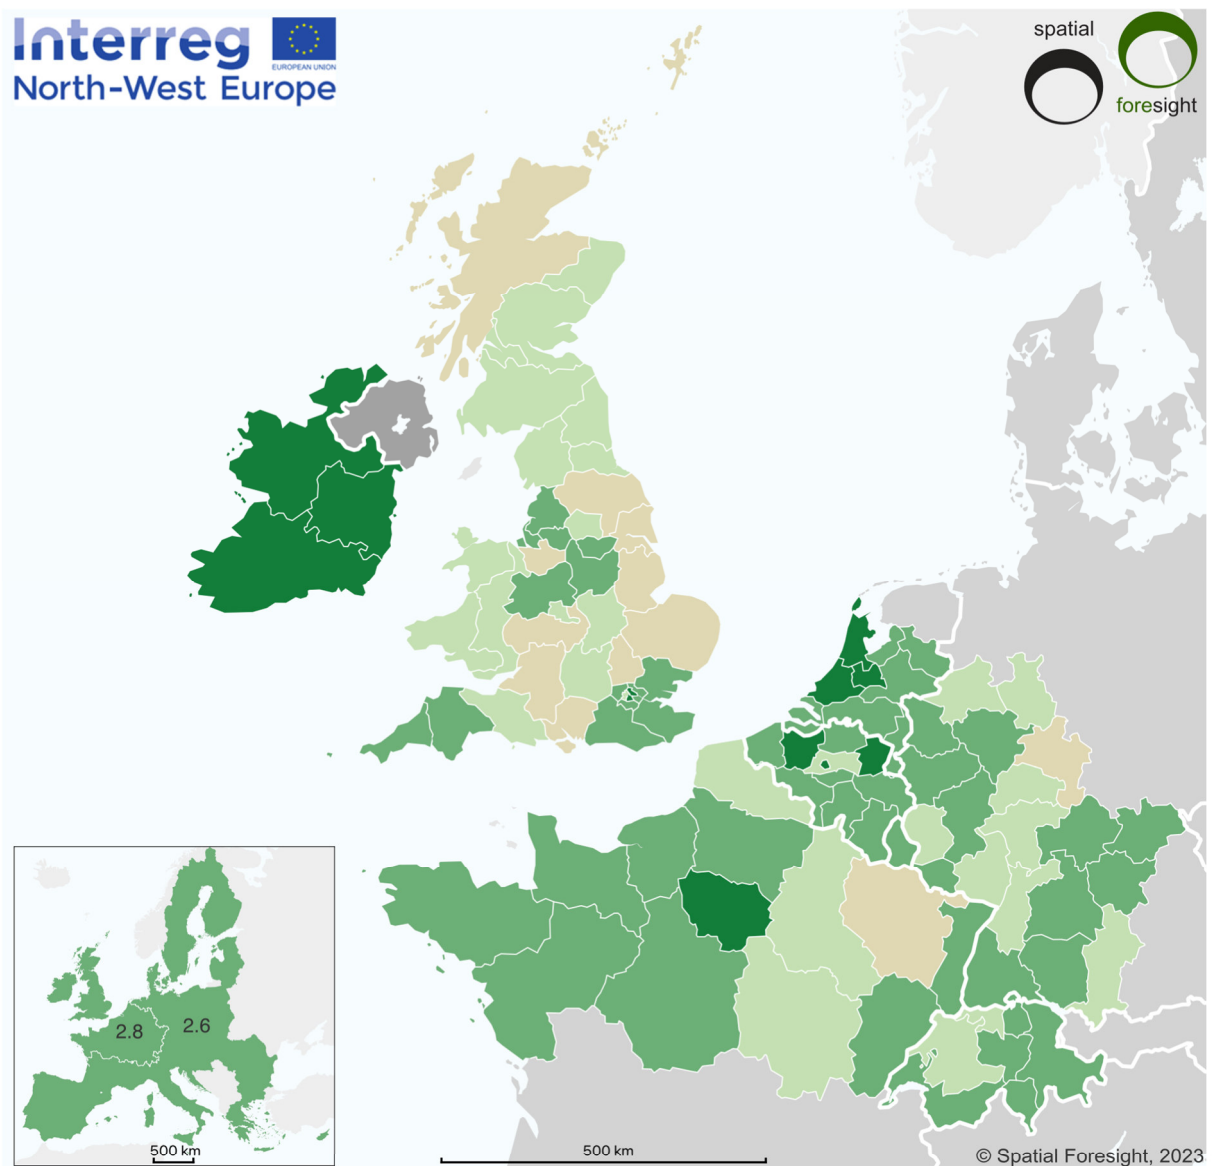 Interreg
EUROPEAN UNION
North-West Europe
spatial
foresight
2.8
2.6
500 km
500 km
© Spatial Foresight, 2023